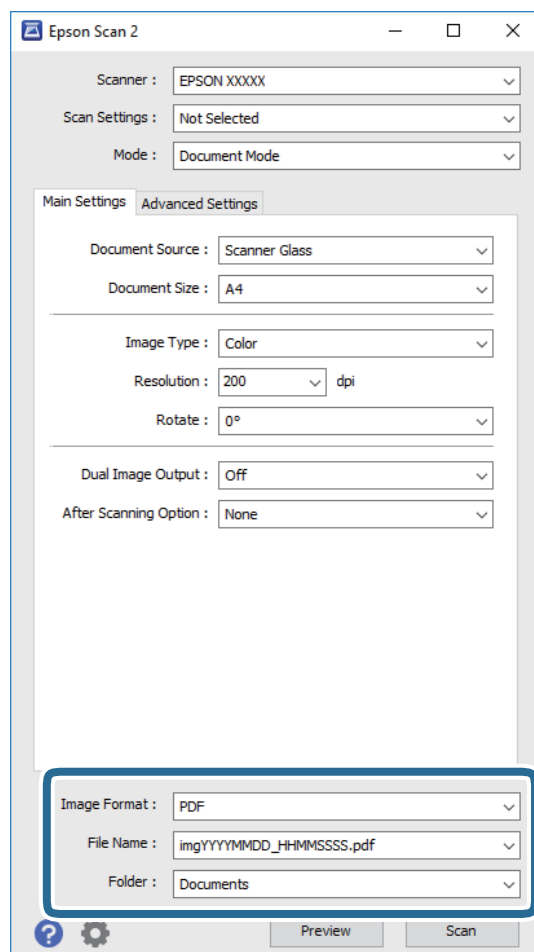 Epson Scan 2
Scanner : EPSON XXXXX
Scan Settings : Not Selected
Mode : Document Mode
Main Settings Advanced Settings
Document Source : Scanner Glass
Document Size : A4
Image Type : Color
Resolution : 200 dpi
Rotate : 0°
Dual Image Output : Off
After Scanning Option : None
Image Format : PDF
File Name : imgYYYYMMDD_HHMMSSSS.pdf
Folder : Documents
? Preview Scan